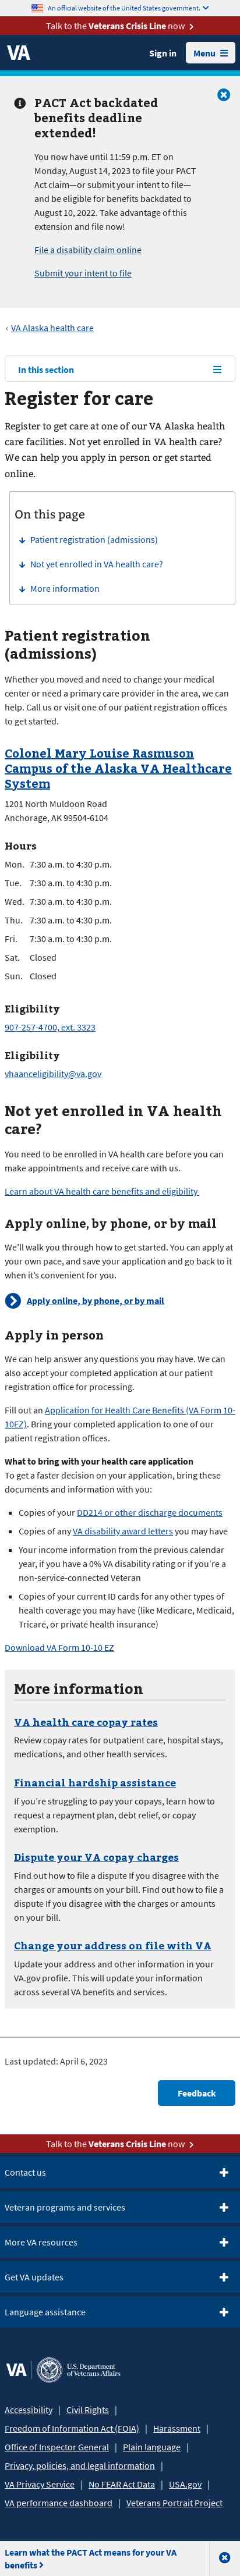 An official website of the United States government.
Talk to the Veterans Crisis Line now
VA
Sign in
Menu
PACT Act backdated
benefits deadline
extended!
You now have until 11:59 p.m. ET on
Monday, August 14, 2023 to file your PACT
Act claim—or submit your intent to file—
and be eligible for benefits backdated to
August 10, 2022. Take advantage of this
extension and file now!
File a disability claim online
Submit your intent to file
‹ VA Alaska health care
In this section
Register for care
Register to get care at one of our VA Alaska health
care facilities. Not yet enrolled in VA health care?
We can help you apply in person or get started
online.
On this page
Patient registration (admissions)
Not yet enrolled in VA health care?
More information
Patient registration
(admissions)
Whether you moved and need to change your medical
center or need a primary care provider in the area, we can
help. Call us or visit one of our patient registration offices
to get started.
Colonel Mary Louise Rasmuson
Campus of the Alaska VA Healthcare
System
1201 North Muldoon Road
Anchorage, AK 99504-6104
Hours
Mon. 7:30 a.m. to 4:30 p.m.
Tue. 7:30 a.m. to 4:30 p.m.
Wed. 7:30 a.m. to 4:30 p.m.
Thu. 7:30 a.m. to 4:30 p.m.
Fri. 7:30 a.m. to 4:30 p.m.
Sat. Closed
Sun. Closed
Eligibility
907-257-4700, ext. 3323
Eligibility
vhaanceligibility@va.gov
Not yet enrolled in VA health
care?
You need to be enrolled in VA health care before you can
make appointments and receive care with us.
Learn about VA health care benefits and eligibility
Apply online, by phone, or by mail
We'll walk you through how to get started. You can apply at
your own pace, and save your application at any point
when it's convenient for you. You can then go back to it
later.
Apply online, by phone, or by mail
Apply in person
We can help answer any questions you may have. We can
also accept your completed application at our patient
registration office for processing.
Fill out an Application for Health Care Benefits (VA Form 10-
10EZ). Bring your completed application to one of our
patient registration offices.
What to bring with your health care application
To get a faster decision on your application, bring these
documents and information with you:
Copies of your DD214 or other discharge documents
Copies of any VA disability award letters you may have
Your income information from the previous calendar
year, if you have a 0% VA disability rating or if you're a
non-service-connected Veteran
Copies of your current ID cards for any other types of
health coverage you may have (like Medicare, Medicaid,
Tricare, or private health insurance)
Download VA Form 10-10 EZ
More information
VA health care copay rates
Review copay rates for outpatient care, hospital stays,
medications, and other health services.
Financial hardship assistance
If you're struggling to pay your copays, learn how to
request a repayment plan, debt relief, or copay
exemption.
Dispute your VA copay charges
Find out how to file a dispute If you disagree with the
charges or amounts on your bill. Find out how to file a
dispute If you disagree with the charges or amounts
on your bill.
Change your address on file with VA
Update your address and other information in your
VA.gov profile. This will update your information
across several VA benefits and services.
Last updated: April 6, 2023
Feedback
Talk to the Veterans Crisis Line now
Contact us
Veteran programs and services
More VA resources
Get VA updates
Language assistance
VA | U.S. Department
of Veterans Affairs
Accessibility | Civil Rights |
Freedom of Information Act (FOIA) | Harassment |
Office of Inspector General | Plain language |
Privacy, policies, and legal information |
VA Privacy Service | No FEAR Act Data | USA.gov |
VA performance dashboard | Veterans Portrait Project
Learn what the PACT Act means for your VA
benefits